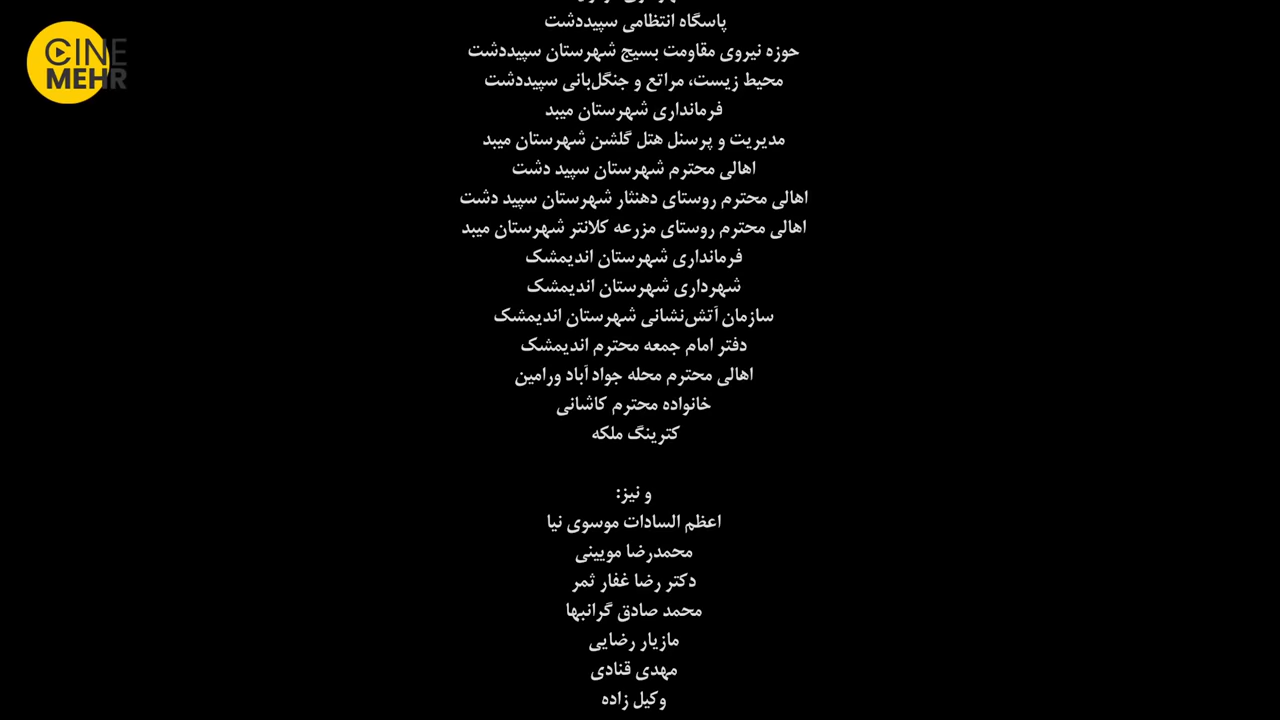 CINE
MEHR
پاسگاه انتظامی سپیددشت
حوزه نیروی مقاومت بسیج شهرستان سپیددشت
محیط زیست، مراتع و جنگل‌بانی سپیددشت
فرمانداری شهرستان میبد
مدیریت و پرسنل هتل گلشن شهرستان میبد
اهالی محترم شهرستان سپید دشت
اهالی محترم روستای دهنثار شهرستان سپید دشت
اهالی محترم روستای مزرعه کلانتر شهرستان میبد
فرمانداری شهرستان اندیمشک
شهرداری شهرستان اندیمشک
سازمان آتش‌نشانی شهرستان اندیمشک
دفتر امام جمعه محترم اندیمشک
اهالی محترم محله جواد آباد ورامین
خانواده محترم کاشانی
کترینگ ملکه
و نیز:
اعظم السادات موسوی نیا
محمدرضا مویینی
دکتر رضا غفار ثمر
محمد صادق گرانبها
مازیار رضایی
مهدی قنادی
وکیل زاده